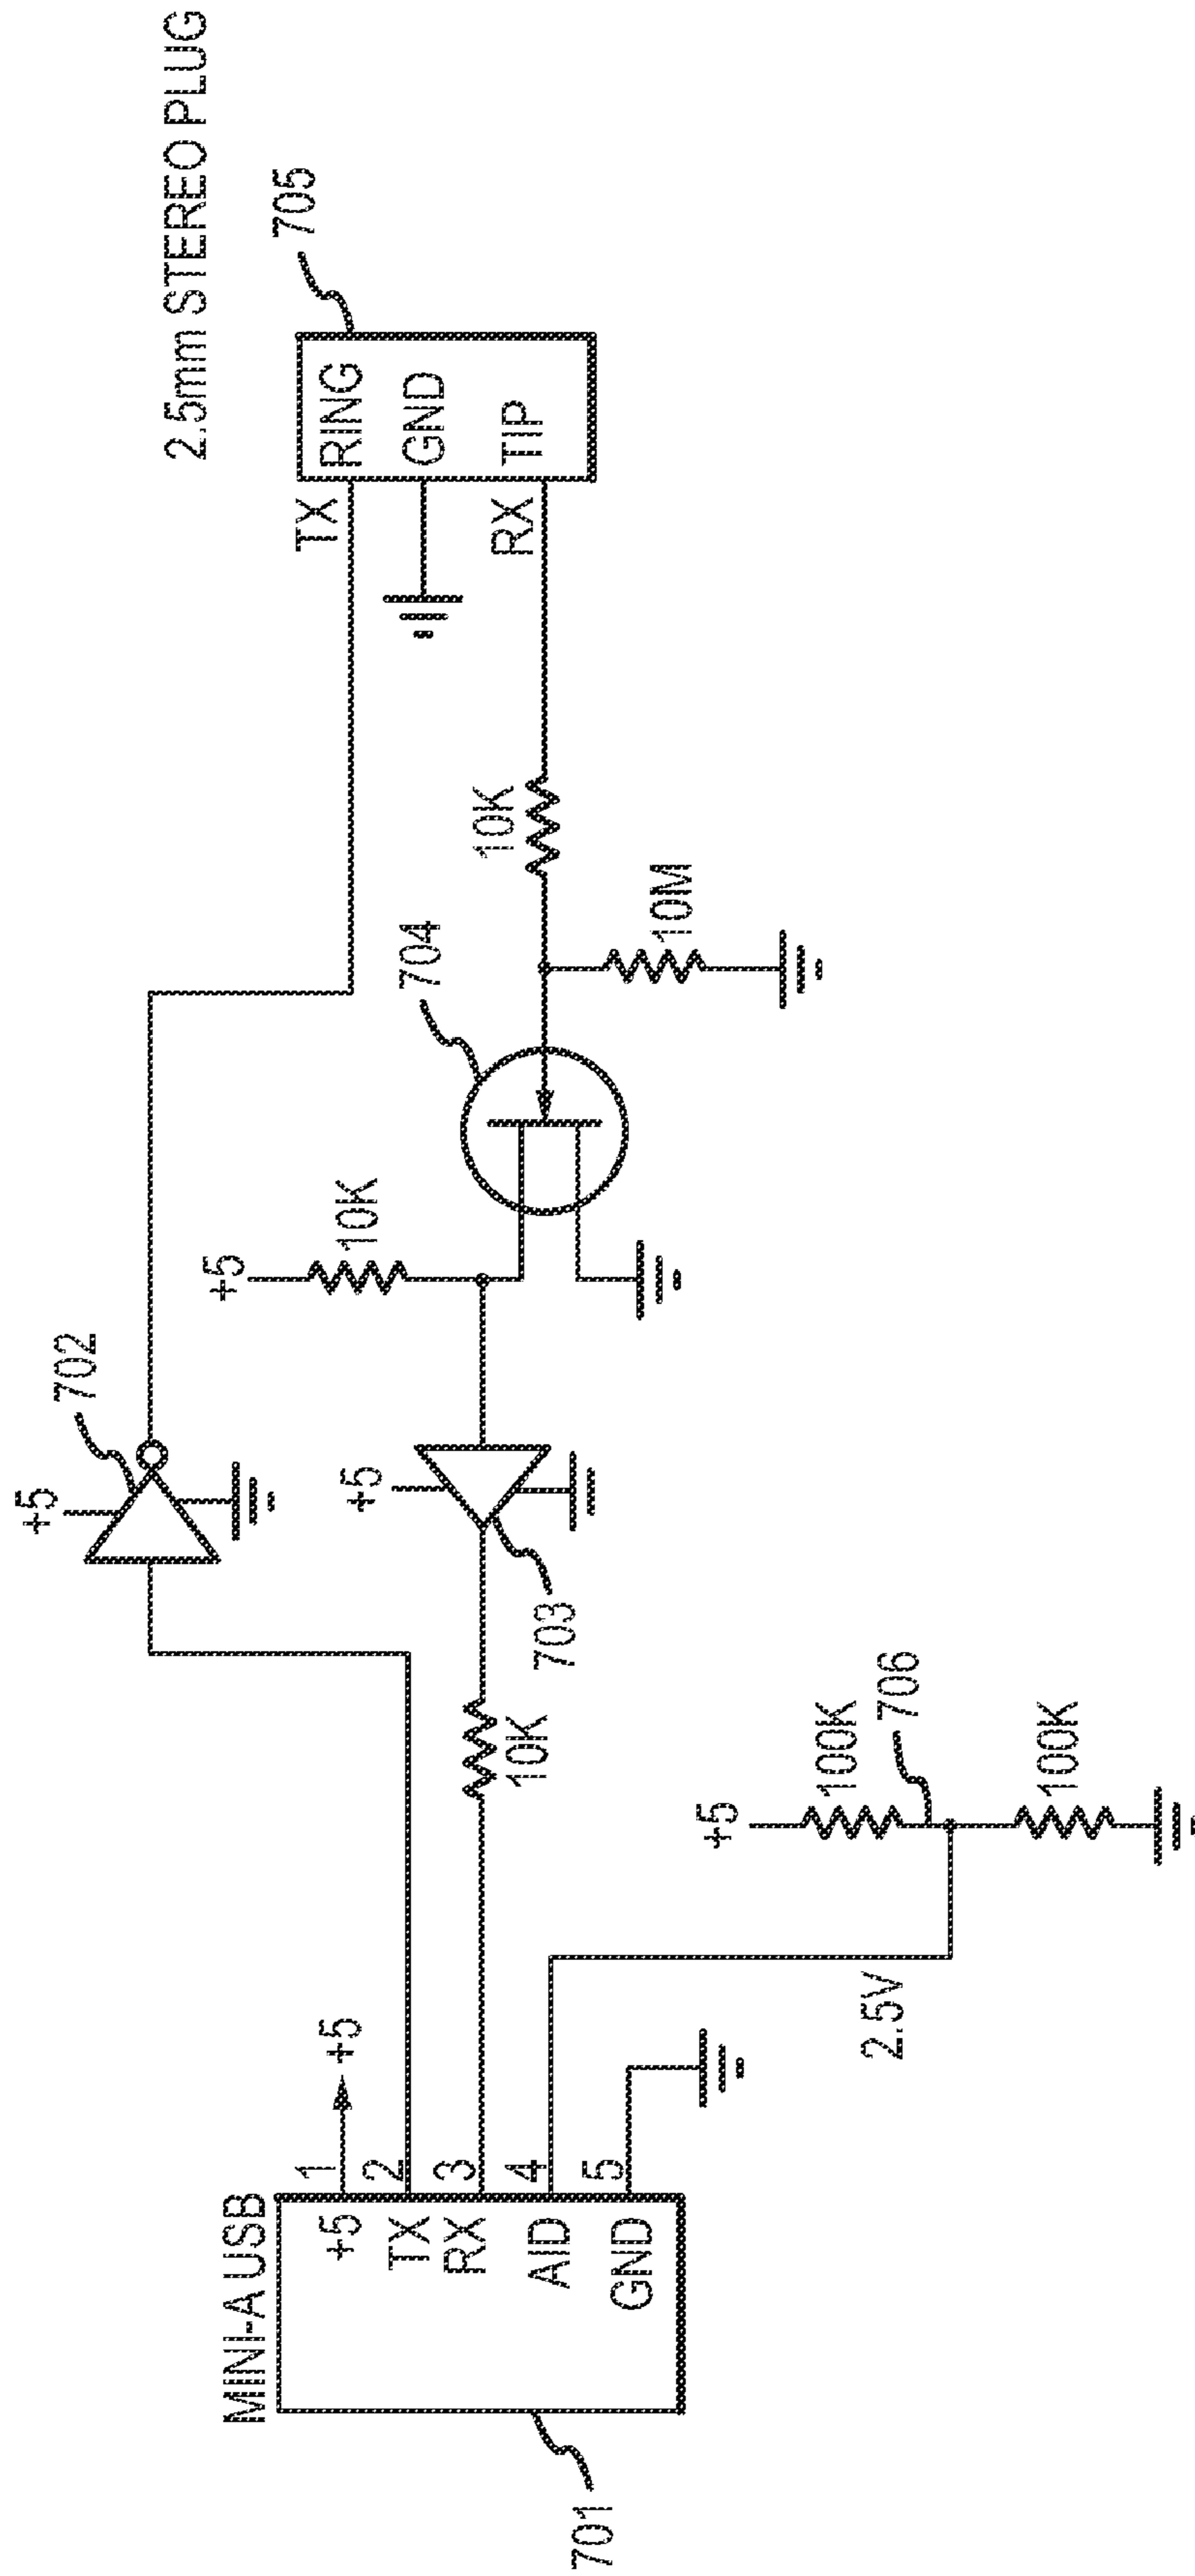 2.5mm STEREO PLUG
705
TX
RING
GND
RX
TIP
+5
702
+5
10K
704
10K
10M
+5
703
10K
MINI-A USB
1
+5
+5
2
TX
3
RX
4
AID
5
GND
701
2.5V
+5
100K
706
100K